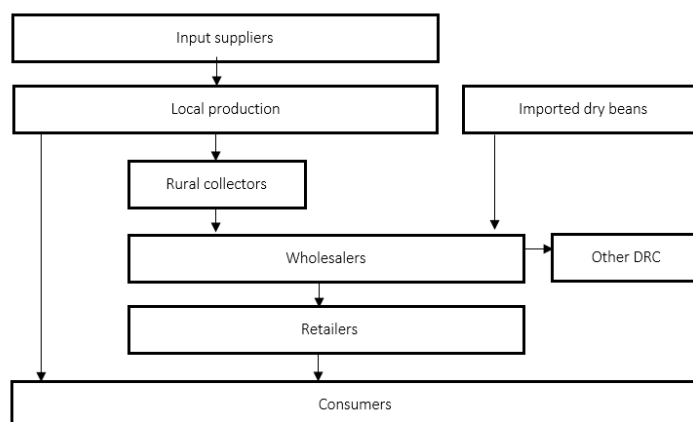 Input suppliers
Local production
Imported dry beans
Rural collectors
Wholesalers
Other DRC
Retailers
Consumers